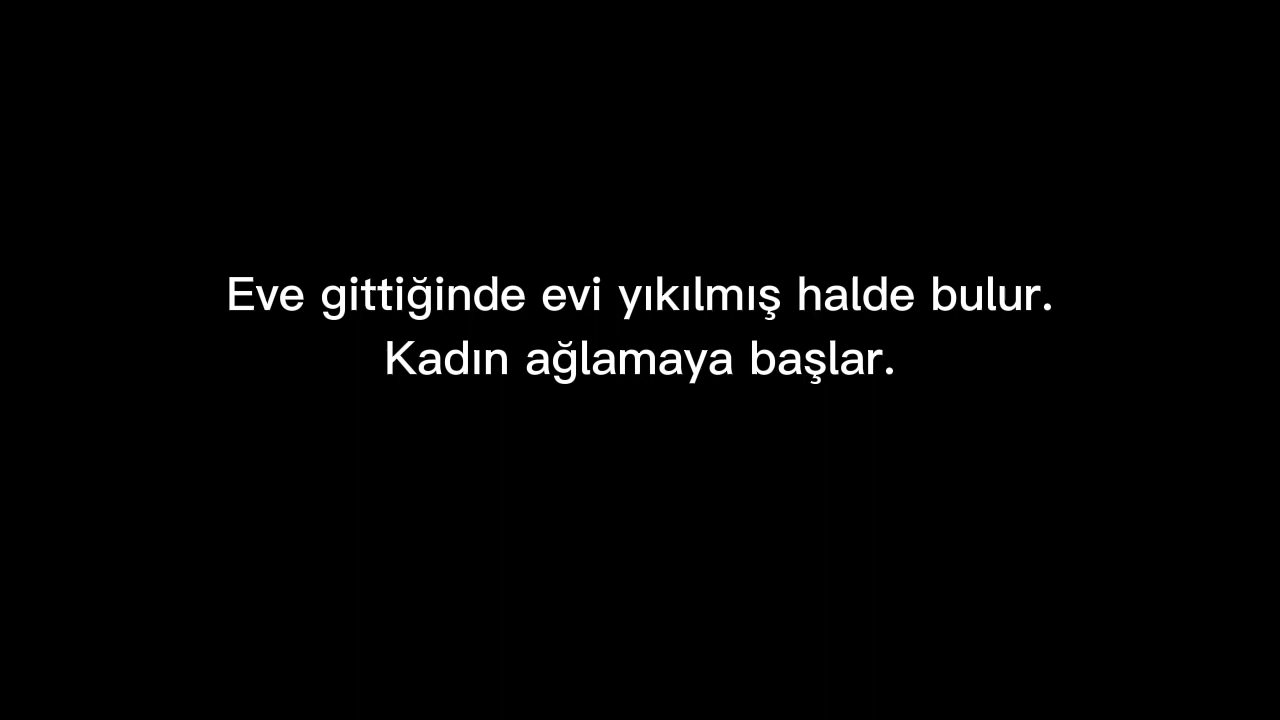 Eve gittiğinde evi yıkılmış halde bulur.
Kadın ağlamaya başlar.